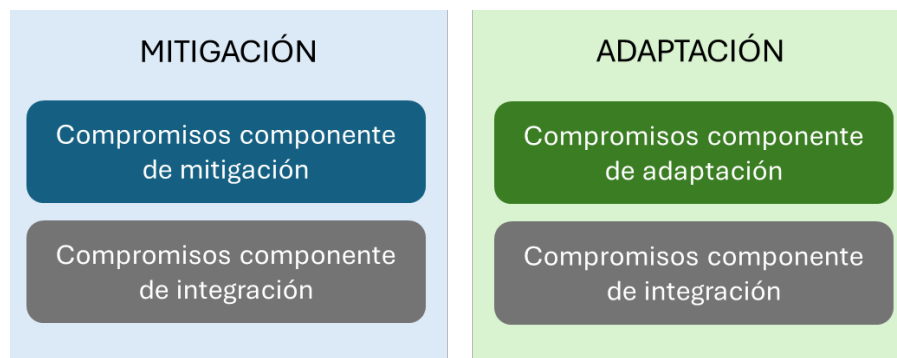 MITIGACIÓN
Compromisos componente
de mitigación
Compromisos componente
de integración
ADAPTACIÓN
Compromisos componente
de adaptación
Compromisos componente
de integración